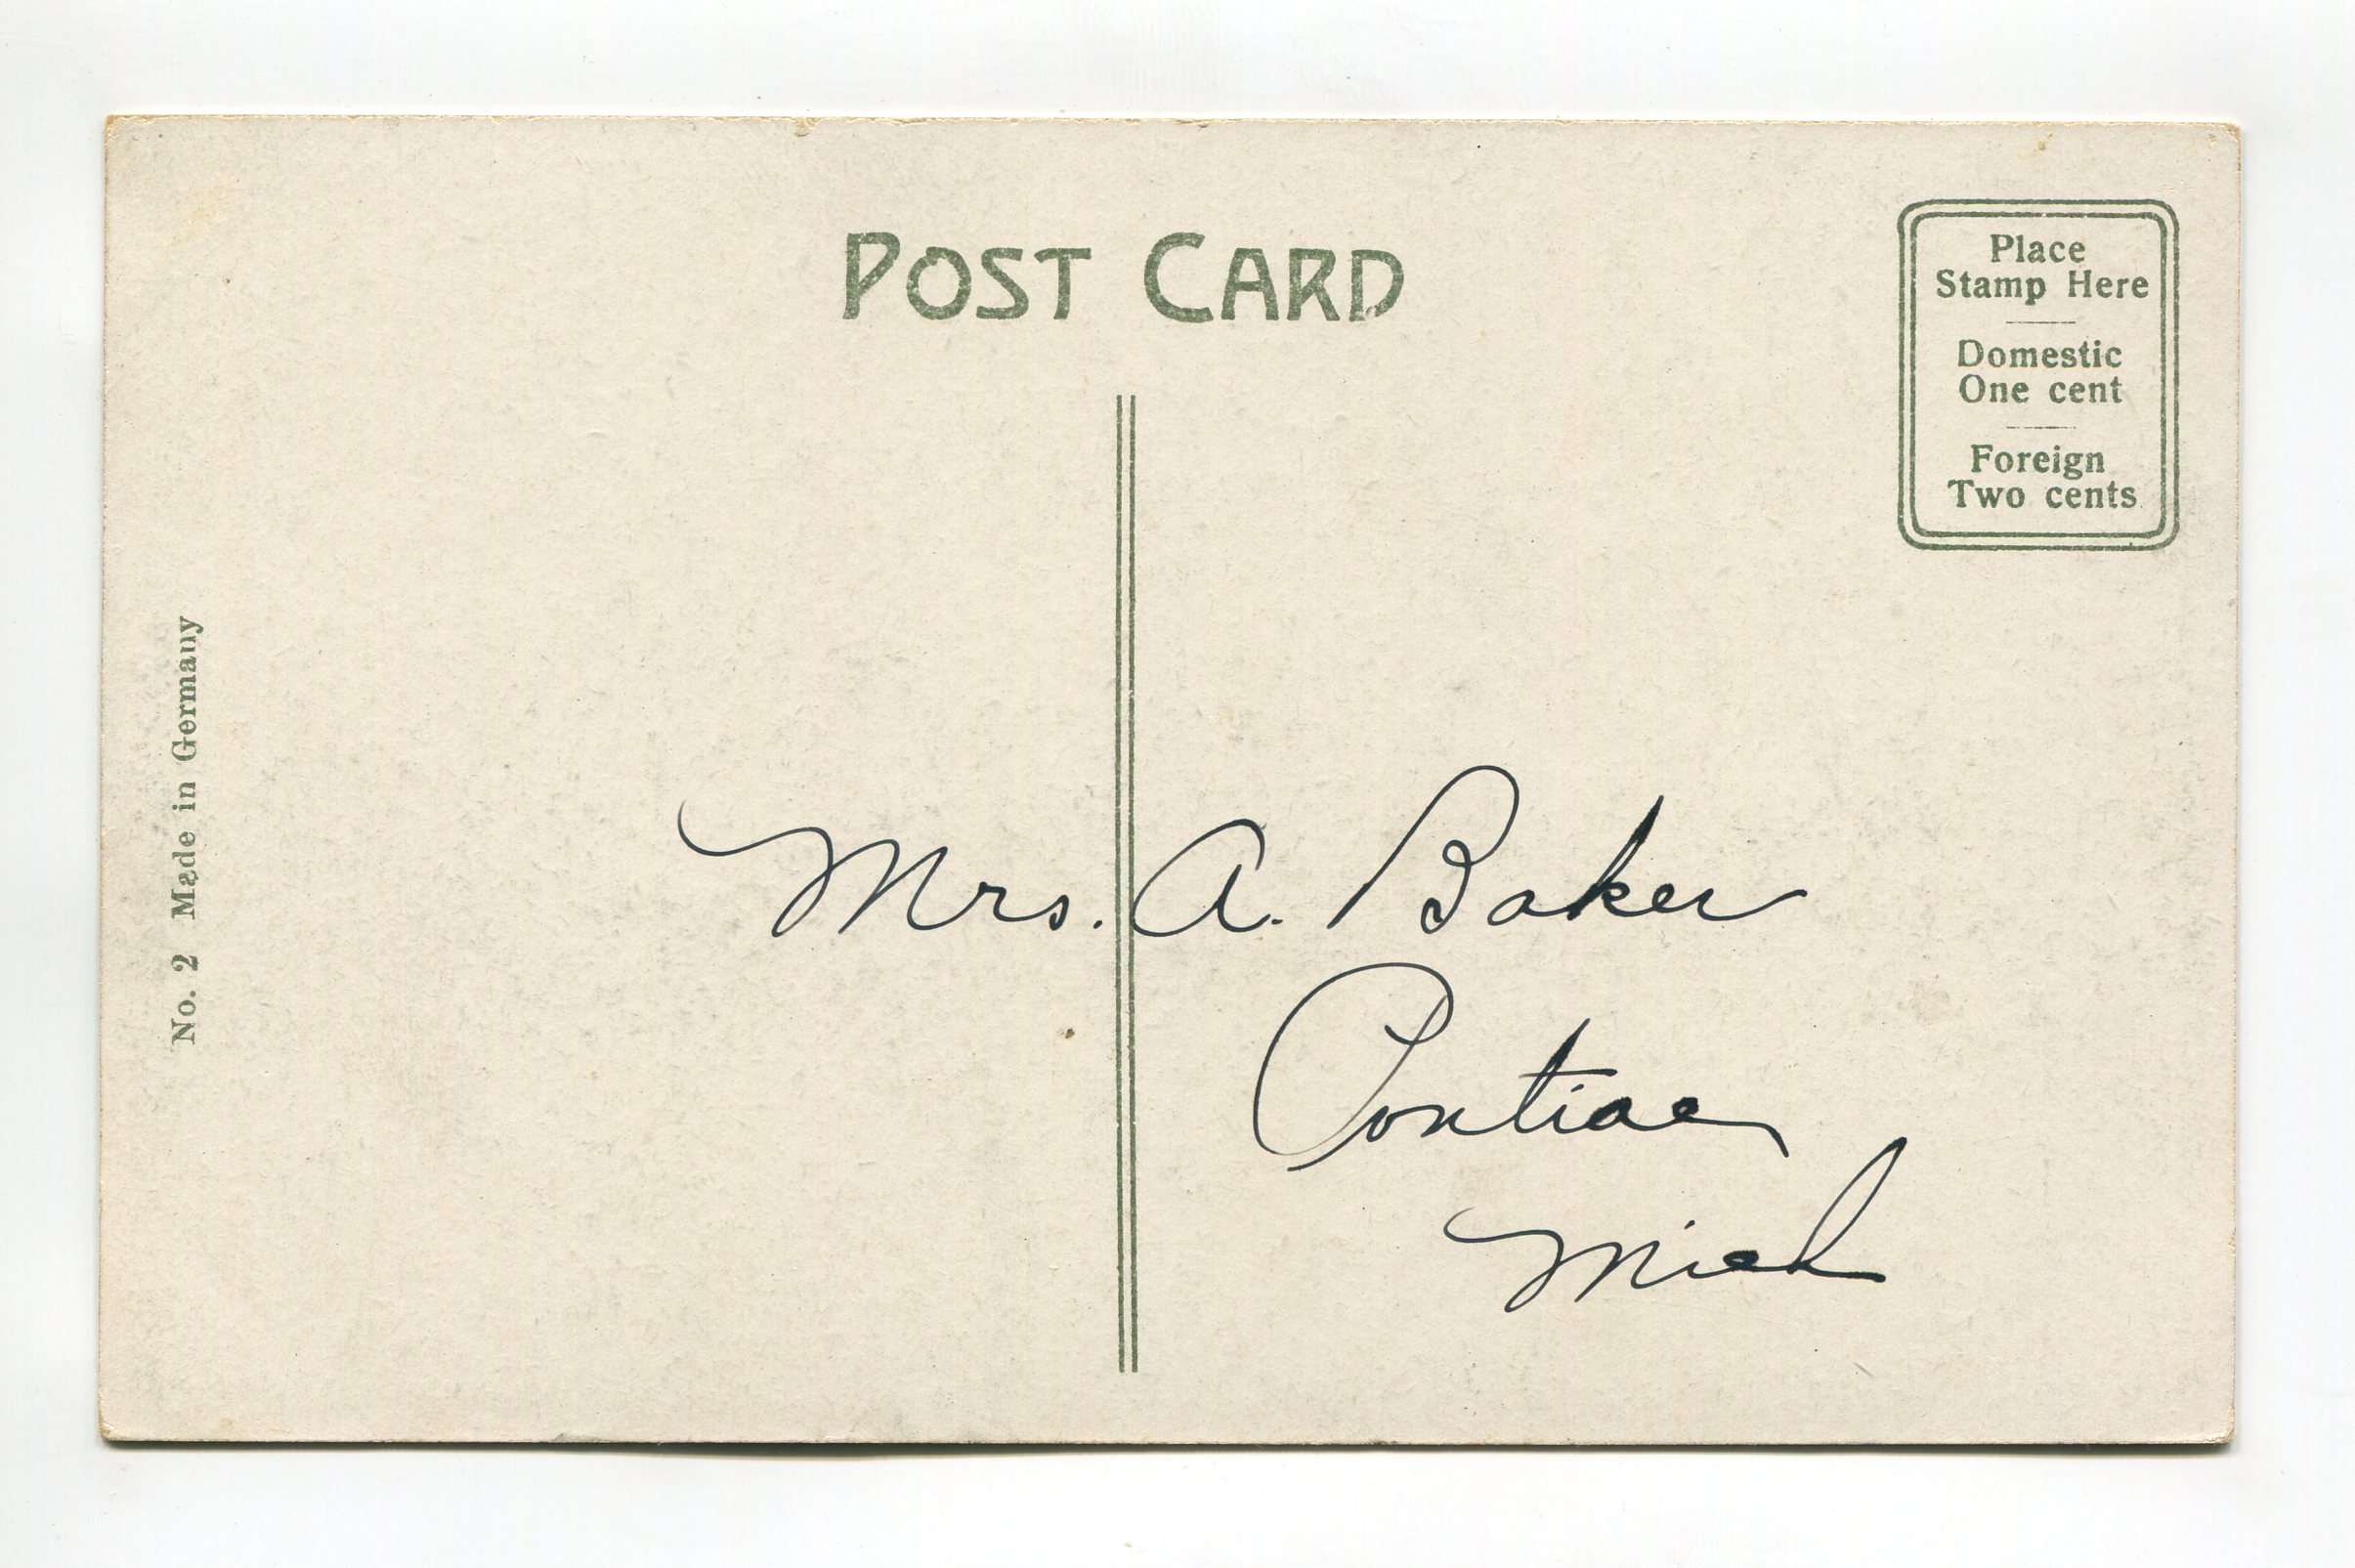 POST CARD
Place
Stamp Here
Domestic
One cent
Foreign
Two cents
No. 2 Made in Germany
Mrs. A. Baker
Pontiac
Mich